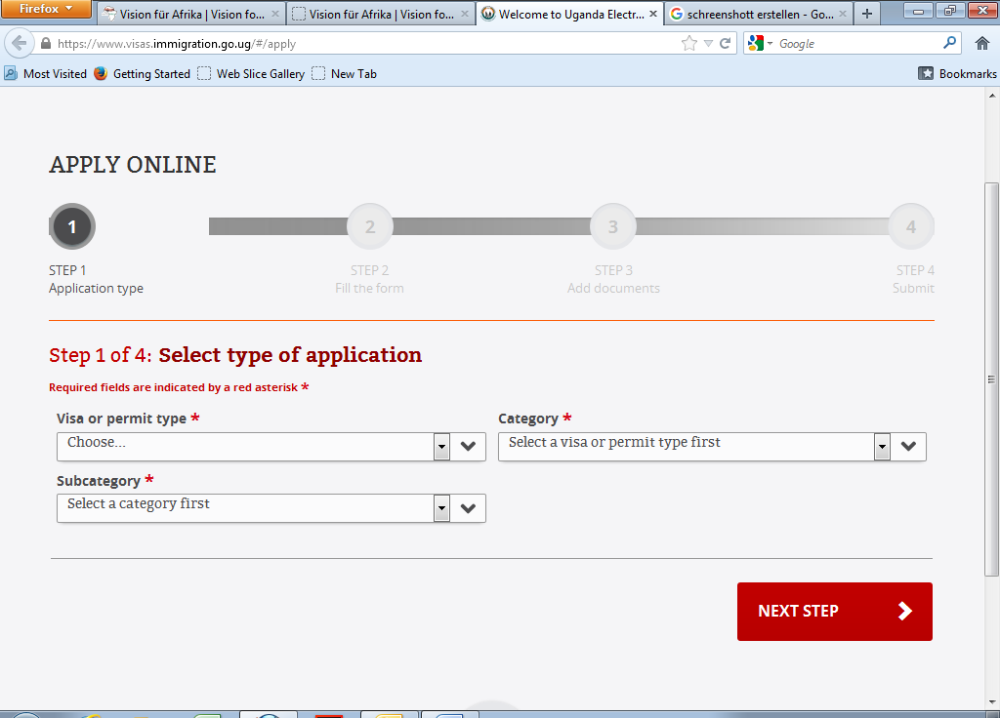 Firefox
Vision für Afrika | Vision fo...
Vision für Afrika | Vision fo...
Welcome to Uganda Electr...
schreenshott erstellen - Go...
https://www.visas.immigration.go.ug/#/apply
Google
Most Visited
Getting Started
Web Slice Gallery
New Tab
Bookmarks
APPLY ONLINE
1
2
3
4
STEP 1
STEP 2
STEP 3
STEP 4
Application type
Fill the form
Add documents
Submit
Step 1 of 4: Select type of application
Required fields are indicated by a red asterisk *
Visa or permit type *
Category *
Choose...
Select a visa or permit type first
Subcategory *
Select a category first
NEXT STEP